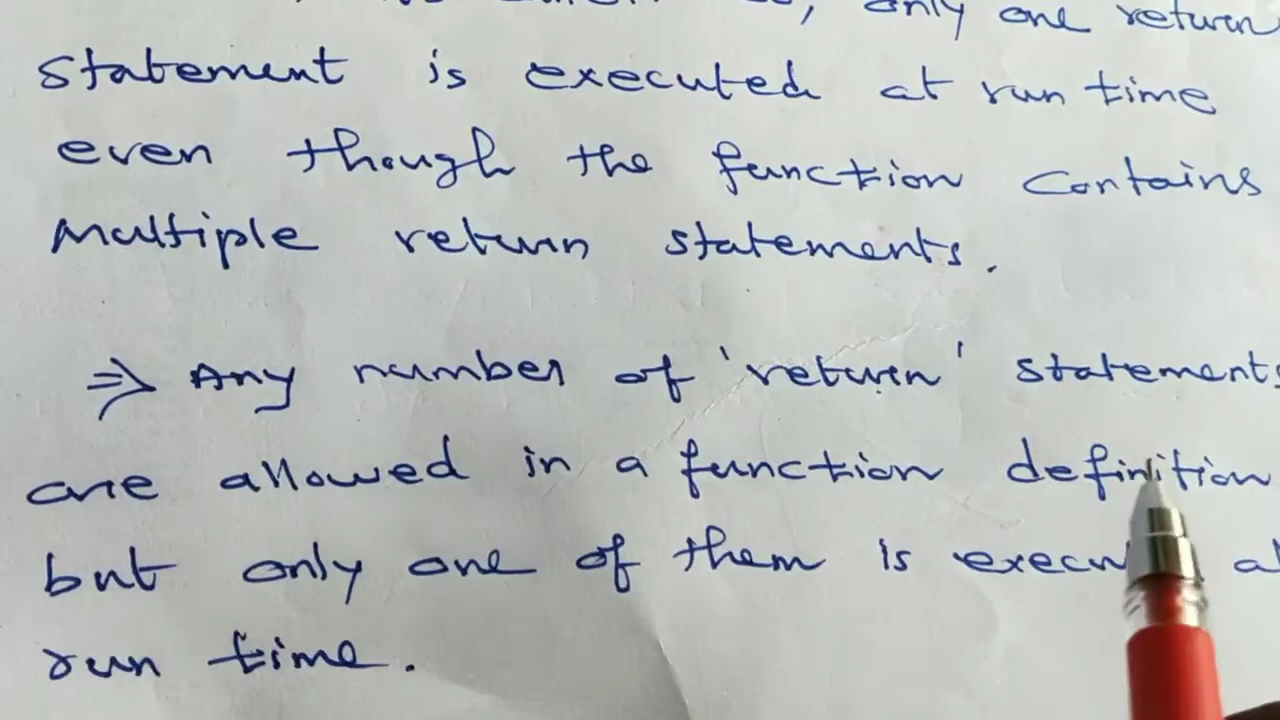 only one return
statement is executed at run time
even though the function contains
multiple return statements.
⇒ Any number of 'return' statements
are allowed in a function definition
but only one of them is
run time.